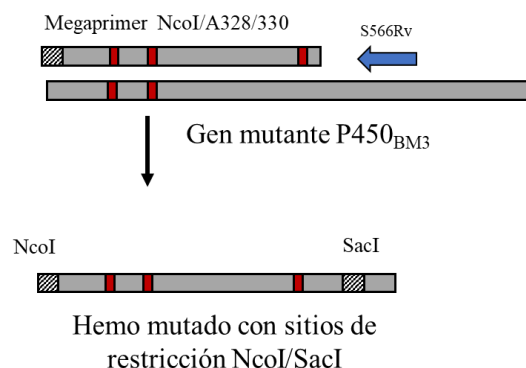 Megaprimer NcoI/A328/330
S566Rv
Gen mutante P450BM3
NcoI
SacI
Hemo mutado con sitios de
restricción NcoI/SacI